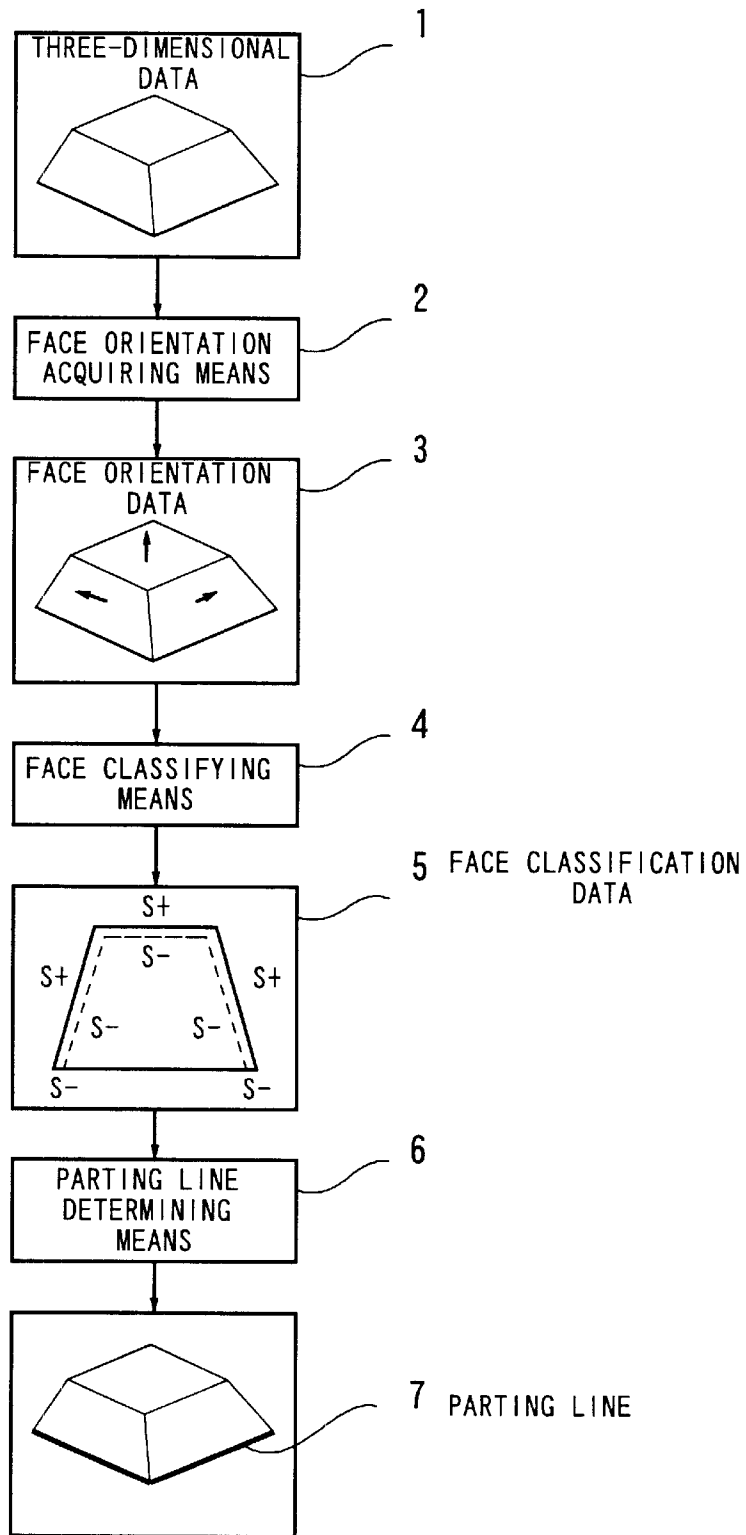 1
THREE-DIMENSIONAL
DATA
2
FACE ORIENTATION
ACQUIRING MEANS
3
FACE ORIENTATION
DATA
4
FACE CLASSIFYING
MEANS
5 FACE CLASSIFICATION
DATA
S+
S-
S+ S+
S- S-
S- S-
6
PARTING LINE
DETERMINING
MEANS
7 PARTING LINE